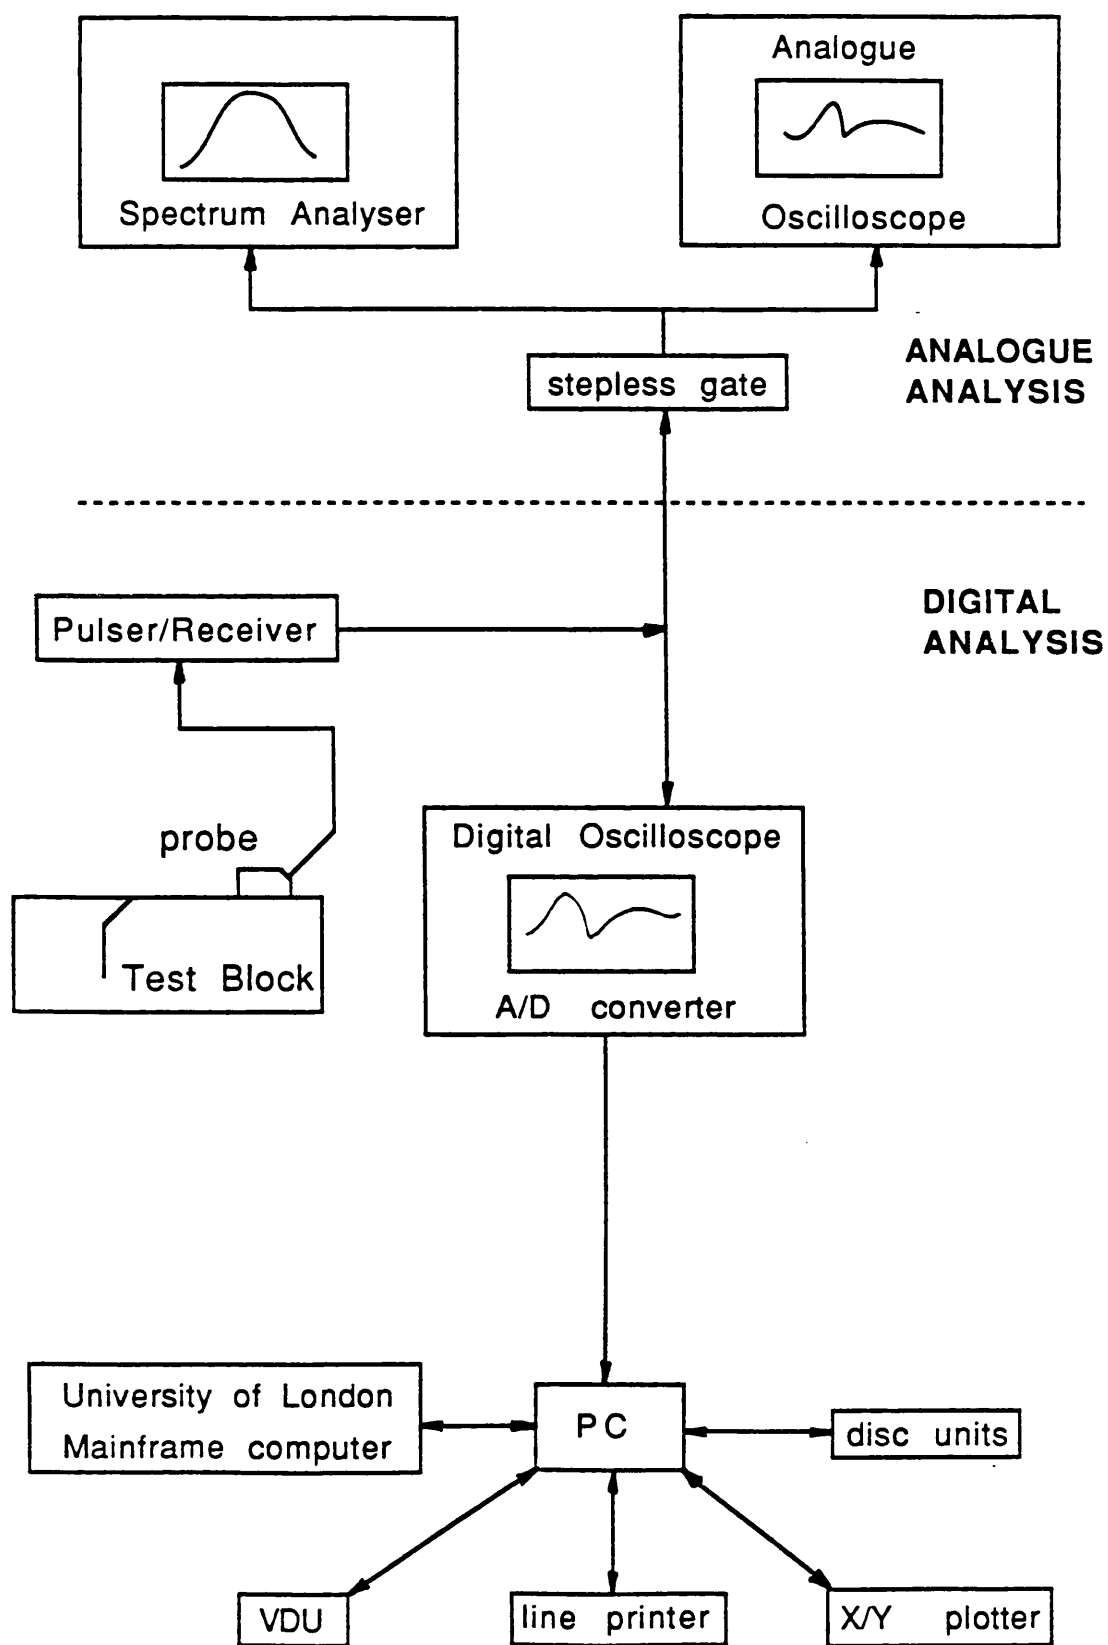 Spectrum Analyser
Analogue
Oscilloscope
stepless gate
ANALOGUE
ANALYSIS
DIGITAL
ANALYSIS
Pulser/Receiver
probe
Test Block
Digital Oscilloscope
A/D converter
University of London
Mainframe computer
PC
disc units
VDU
line printer
X/Y plotter